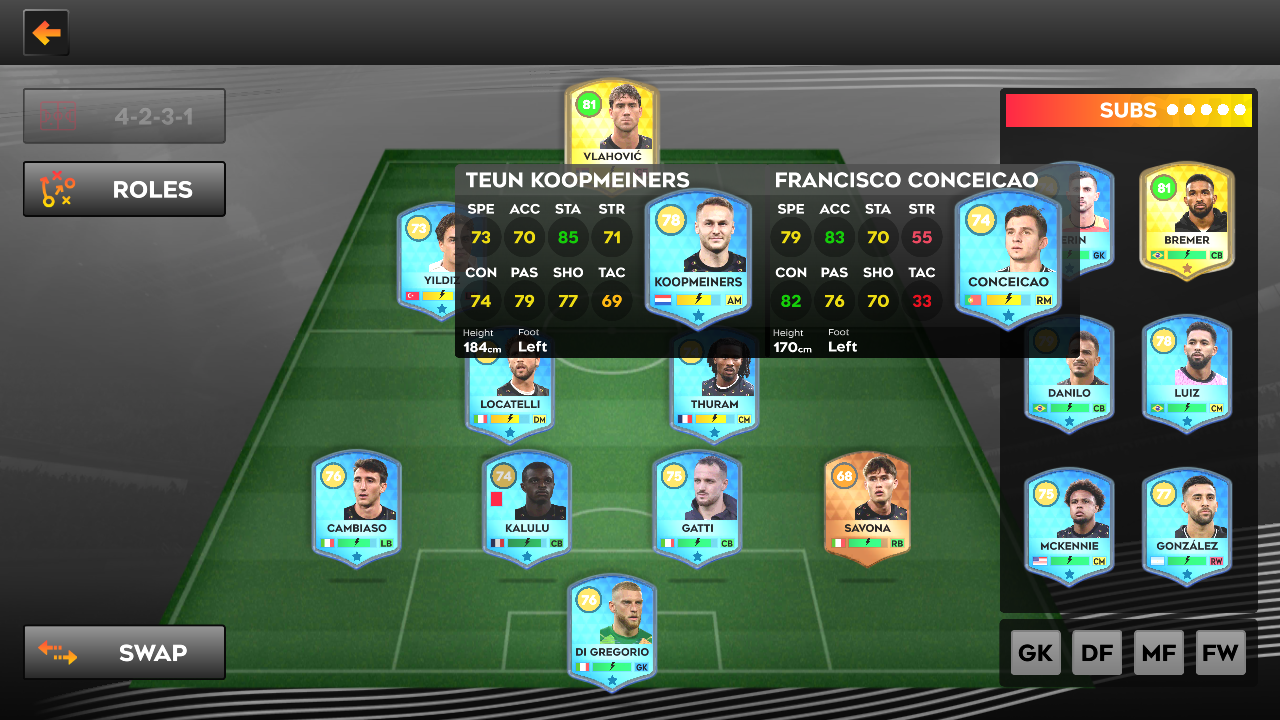 4-2-3-1
ROLES
SWAP
81
VLAHOVIĆ
73
YILDIZ
TEUN KOOPMEINERS
SPE ACC STA STR
73 70 85 71
CON PAS SHO TAC
74 79 77 69
Height Foot
184cm Left
78
KOOPMEINERS
AM
FRANCISCO CONCEICAO
SPE ACC STA STR
79 83 70 55
CON PAS SHO TAC
82 76 70 33
Height Foot
170cm Left
74
CONCEICAO
RM
LOCATELLI
DM
THURAM
CM
76
CAMBIASO
LB
74
KALULU
CB
75
GATTI
CB
68
SAVONA
RB
76
DI GREGORIO
GK
SUBS
ERIN
GK
81
BREMER
CB
DANILO
CB
78
LUIZ
CM
75
MCKENNIE
CM
77
GONZÁLEZ
RW
GK DF MF FW